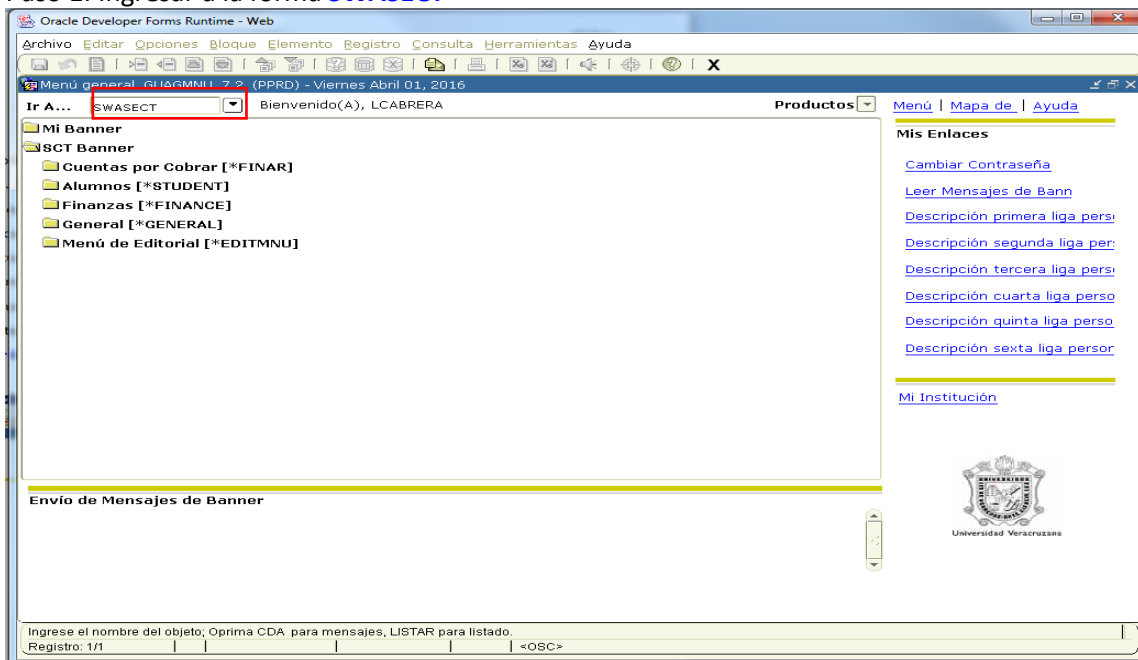 Oracle Developer Forms Runtime - Web
Archivo Editar Opciones Bloque Elemento Registro Consulta Herramientas Ayuda
Menú general GUAGMNU 7.2 (PPRD) - Viernes Abril 01, 2016
Ir A... SWASECT Bienvenido(A), LCABRERA Productos Menú | Mapa de | Ayuda
Mi Banner
SCT Banner
Cuentas por Cobrar [*FINAR]
Alumnos [*STUDENT]
Finanzas [*FINANCE]
General [*GENERAL]
Menú de Editorial [*EDITMNU]
Mis Enlaces
Cambiar Contraseña
Leer Mensajes de Bann
Descripción primera liga perso
Descripción segunda liga per
Descripción tercera liga perso
Descripción cuarta liga perso
Descripción quinta liga perso
Descripción sexta liga person
Mi Institución
Universidad Veracruzana
Envío de Mensajes de Banner
Ingrese el nombre del objeto; Oprima CDA para mensajes, LISTAR para listado.
Registro: 1/1 <OSC>